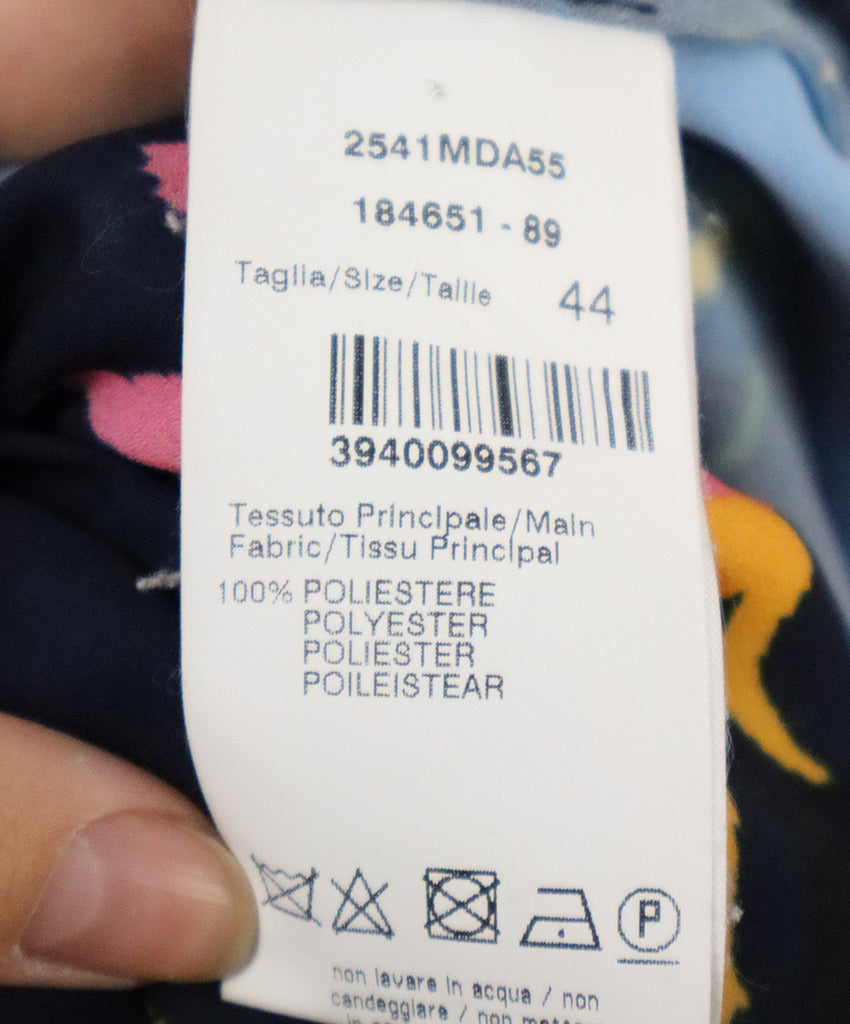 2541MDA55
184651 - 89
Taglia/Size/Taille 44
3940099567
Tessuto Principale/Main
Fabric/Tissu Principal
100% POLIESTERE
POLYESTER
POLIESTER
POILEISTEAR
P
non lavare in acqua / non
candeggiare / non